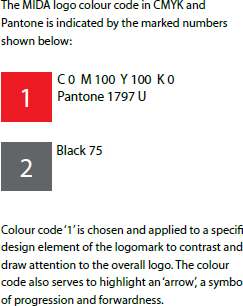 The MIDA logo colour code in CMYK and
Pantone is indicated by the marked numbers
shown below:
1
C 0 M 100 Y 100 K 0
Pantone 1797 U
2
Black 75
Colour code ‘1’ is chosen and applied to a specifi
design element of the logomark to contrast and
draw attention to the overall logo. The colour
code also serves to highlight an ‘arrow’, a symbo
of progression and forwardness.